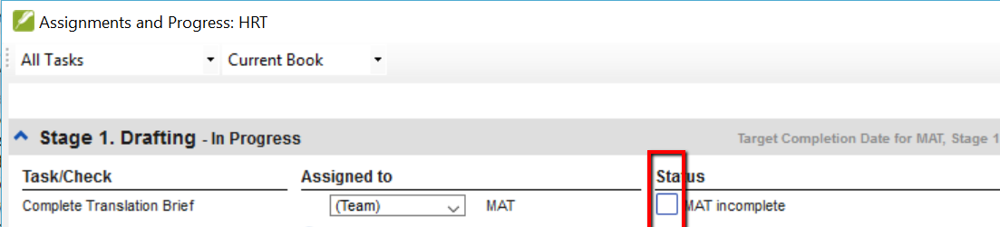 Assignments and Progress: HRT
All Tasks Current Book
Stage 1. Drafting - In Progress Target Completion Date for MAT, Stage 1
Task/Check Assigned to Status
Complete Translation Brief (Team) MAT MAT incomplete